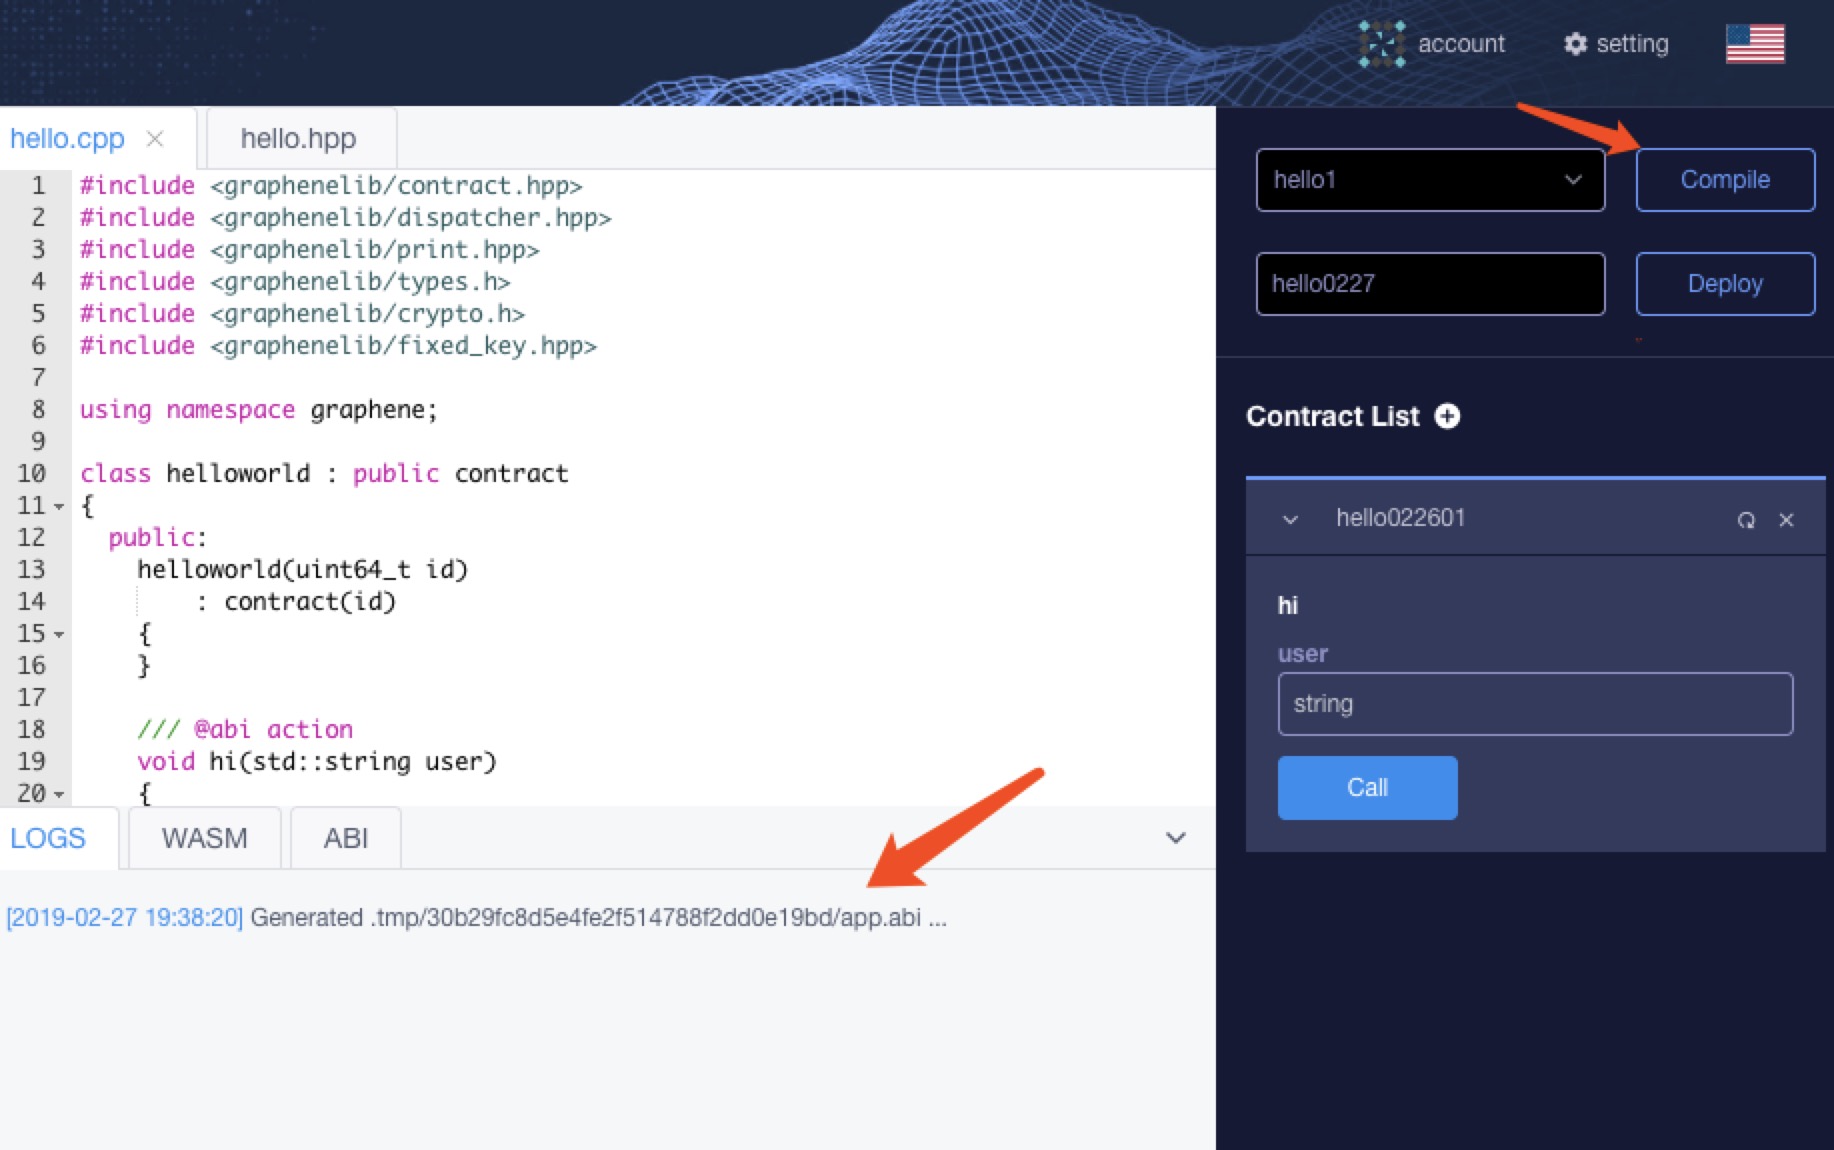 account
setting
hello.cpp
hello.hpp
1 #include <graphenelib/contract.hpp>
2 #include <graphenelib/dispatcher.hpp>
3 #include <graphenelib/print.hpp>
4 #include <graphenelib/types.h>
5 #include <graphenelib/crypto.h>
6 #include <graphenelib/fixed_key.hpp>
7
8 using namespace graphene;
9
10 class helloworld : public contract
11 {
12 public:
13 helloworld(uint64_t id)
14 : contract(id)
15 {
16 }
17
18 /// @abi action
19 void hi(std::string user)
20 {
LOGS
WASM
ABI
[2019-02-27 19:38:20] Generated .tmp/30b29fc8d5e4fe2f514788f2dd0e19bd/app.abi ...
hello1
Compile
hello0227
Deploy
Contract List
hello022601
hi
user
string
Call